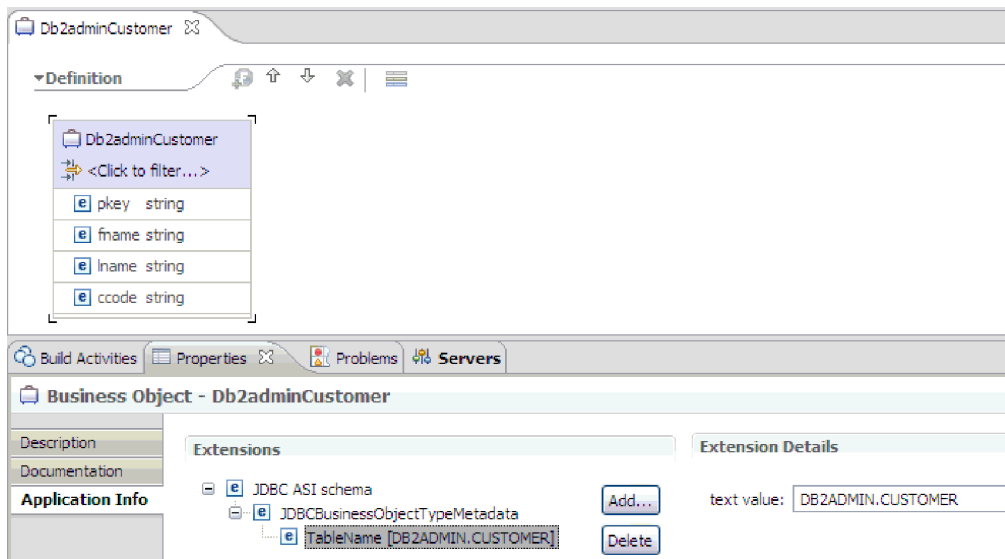 Db2adminCustomer
Definition
Db2adminCustomer
<Click to filter...>
e pkey string
e fname string
e lname string
e ccode string
Build Activities Properties Problems Servers
Business Object - Db2adminCustomer
Description
Documentation
Application Info
Extensions
e JDBC ASI schema
e JDBCBusinessObjectTypeMetadata
e TableName [DB2ADMIN.CUSTOMER]
Add...
Delete
Extension Details
text value: DB2ADMIN.CUSTOMER